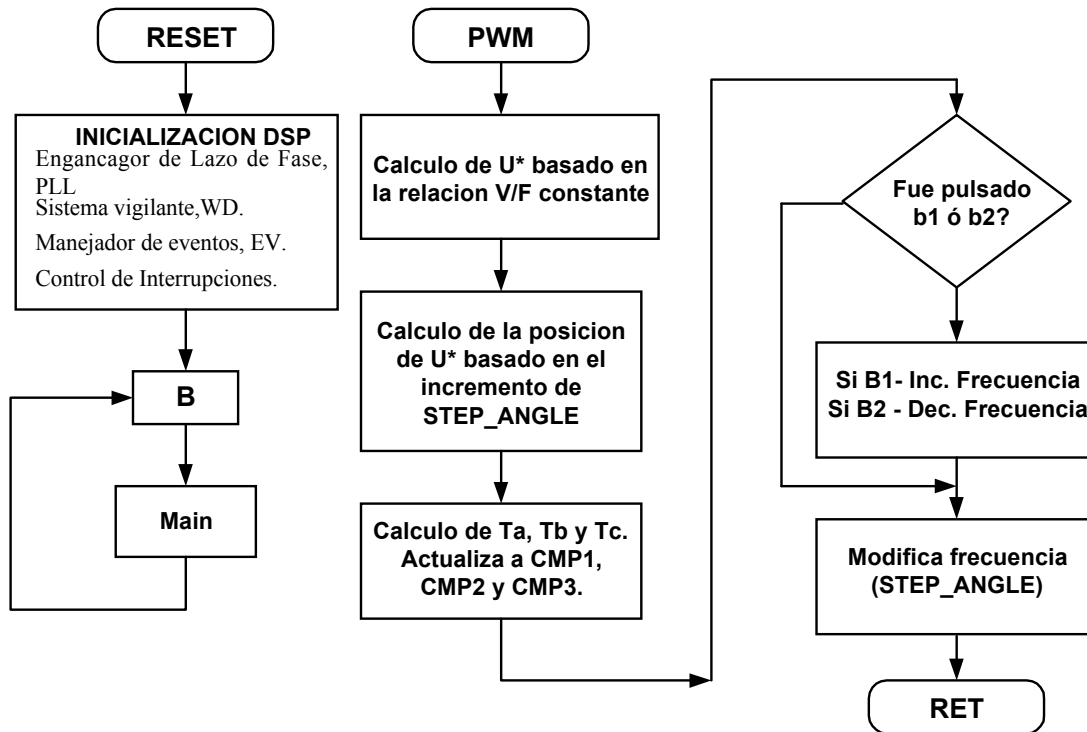 RESET
INICIALIZACION DSP
Engancagor de Lazo de Fase,
PLL
Sistema vigilante,WD.
Manejador de eventos, EV.
Control de Interrupciones.
B
Main
PWM
Calculo de U* basado en
la relacion V/F constante
Calculo de la posicion
de U* basado en el
incremento de
STEP_ANGLE
Calculo de Ta, Tb y Tc.
Actualiza a CMP1,
CMP2 y CMP3.
Fue pulsado
b1 ó b2?
Si B1- Inc. Frecuencia
Si B2 - Dec. Frecuencia
Modifica frecuencia
(STEP_ANGLE)
RET